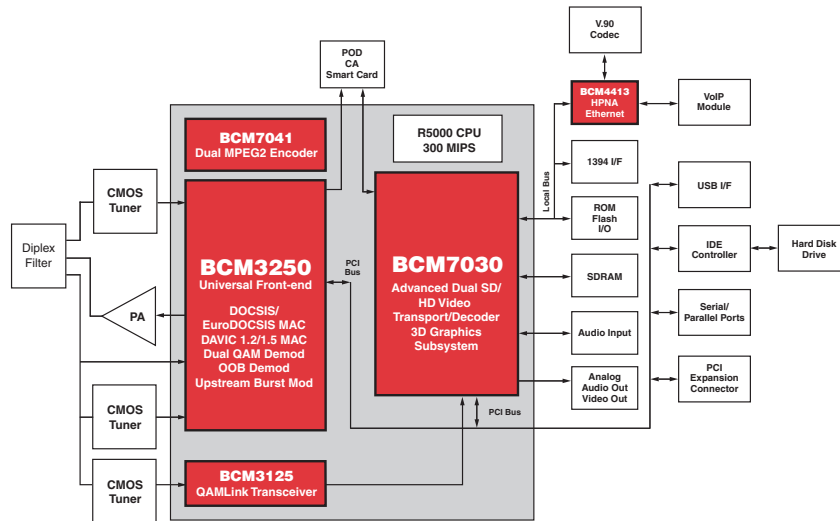 V.90
Codec
POD
CA
Smart Card
BCM4413
HPNA
Ethernet
VoIP
Module
BCM7041
Dual MPEG2 Encoder
R5000 CPU
300 MIPS
1394 I/F
Local Bus
CMOS
Tuner
USB I/F
ROM
Flash
I/O
Diplex
Filter
BCM3250
Universal Front-end
DOCSIS/
EuroDOCSIS MAC
DAVIC 1.2/1.5 MAC
Dual QAM Demod
OOB Demod
Upstream Burst Mod
PCI
Bus
BCM7030
Advanced Dual SD/
HD Video
Transport/Decoder
3D Graphics
Subsystem
IDE
Controller
Hard Disk
Drive
SDRAM
PA
Serial/
Parallel Ports
Audio Input
PCI
Expansion
Connector
Analog
Audio Out
Video Out
CMOS
Tuner
PCI Bus
CMOS
Tuner
BCM3125
QAMLink Transceiver